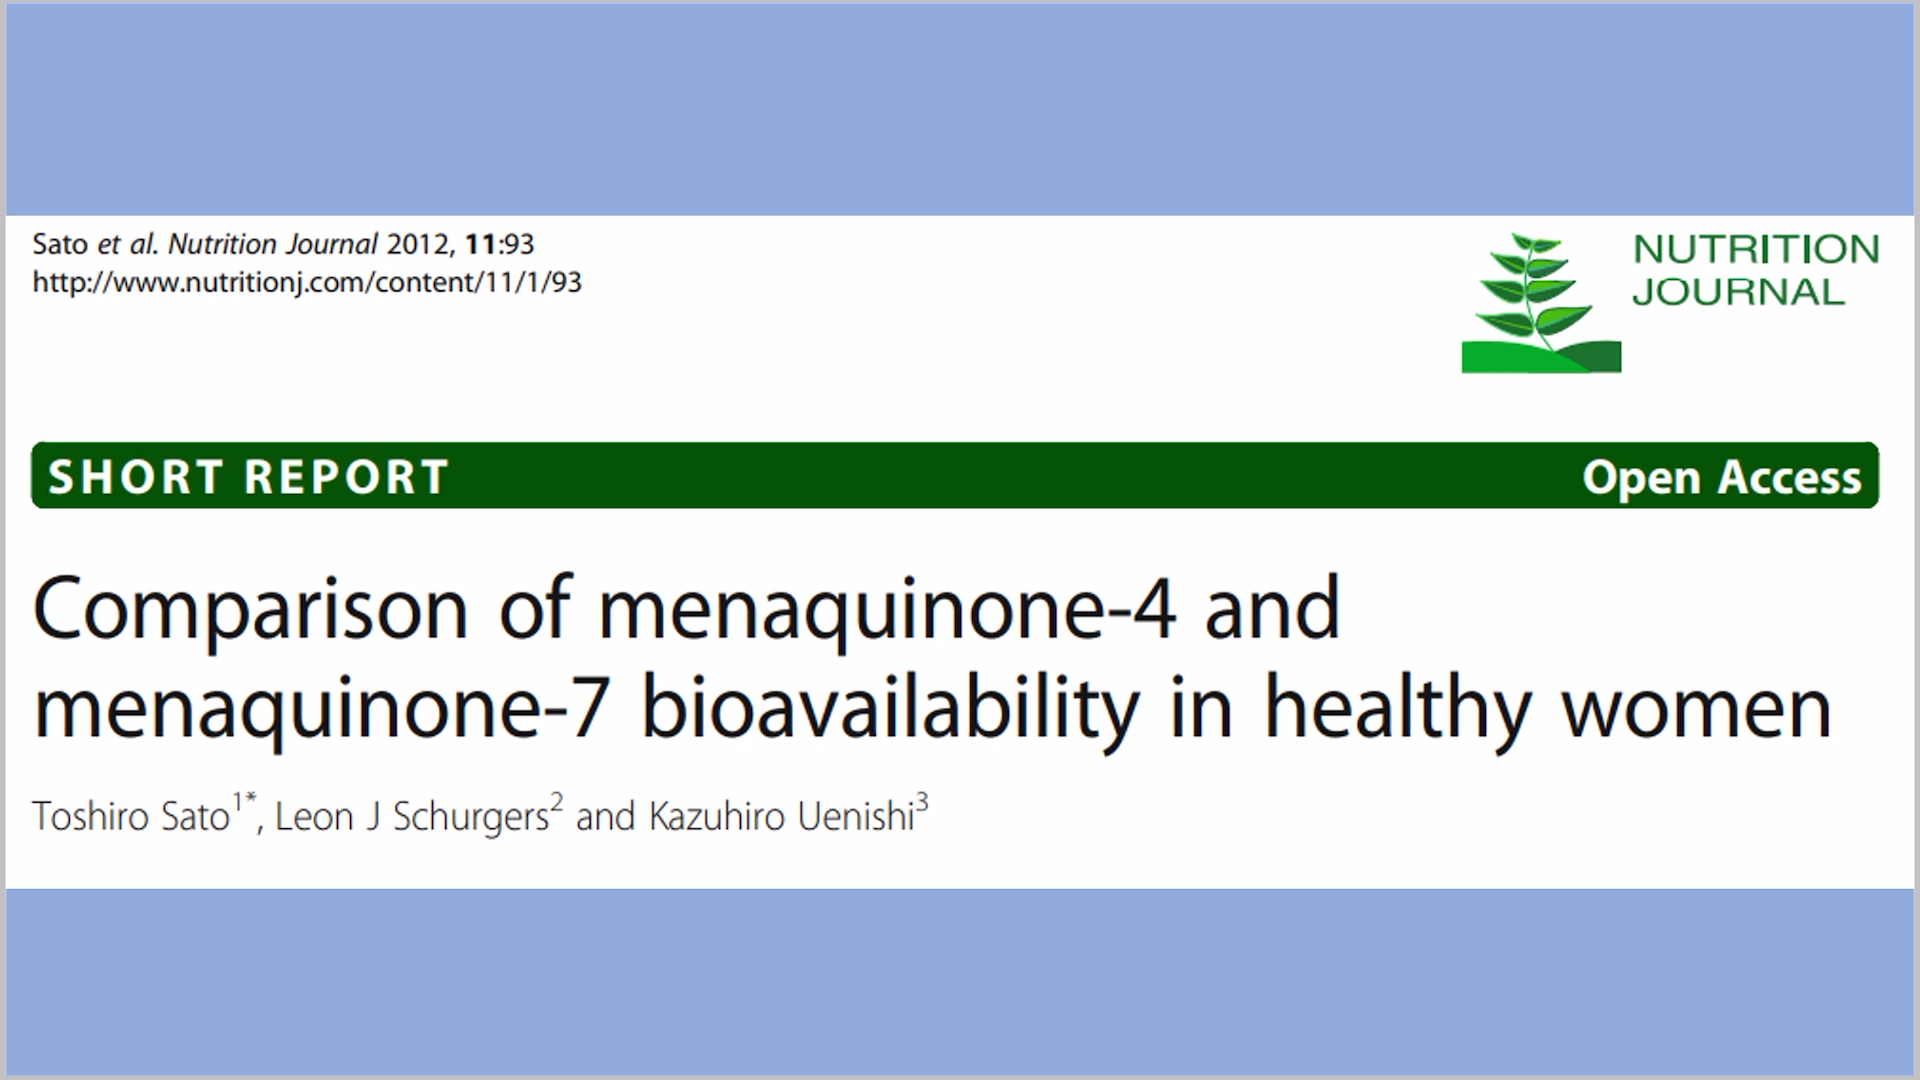 Sato et al. Nutrition Journal 2012, 11:93
http://www.nutritionj.com/content/11/1/93
NUTRITION
JOURNAL
SHORT REPORT Open Access
Comparison of menaquinone-4 and
menaquinone-7 bioavailability in healthy women
Toshiro Sato1*, Leon J Schurgers2 and Kazuhiro Uenishi3